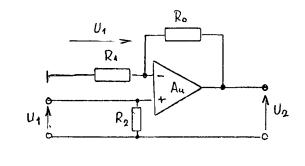 U₁
R₀
R₁
−
Au
+
U₁
R₂
U₂